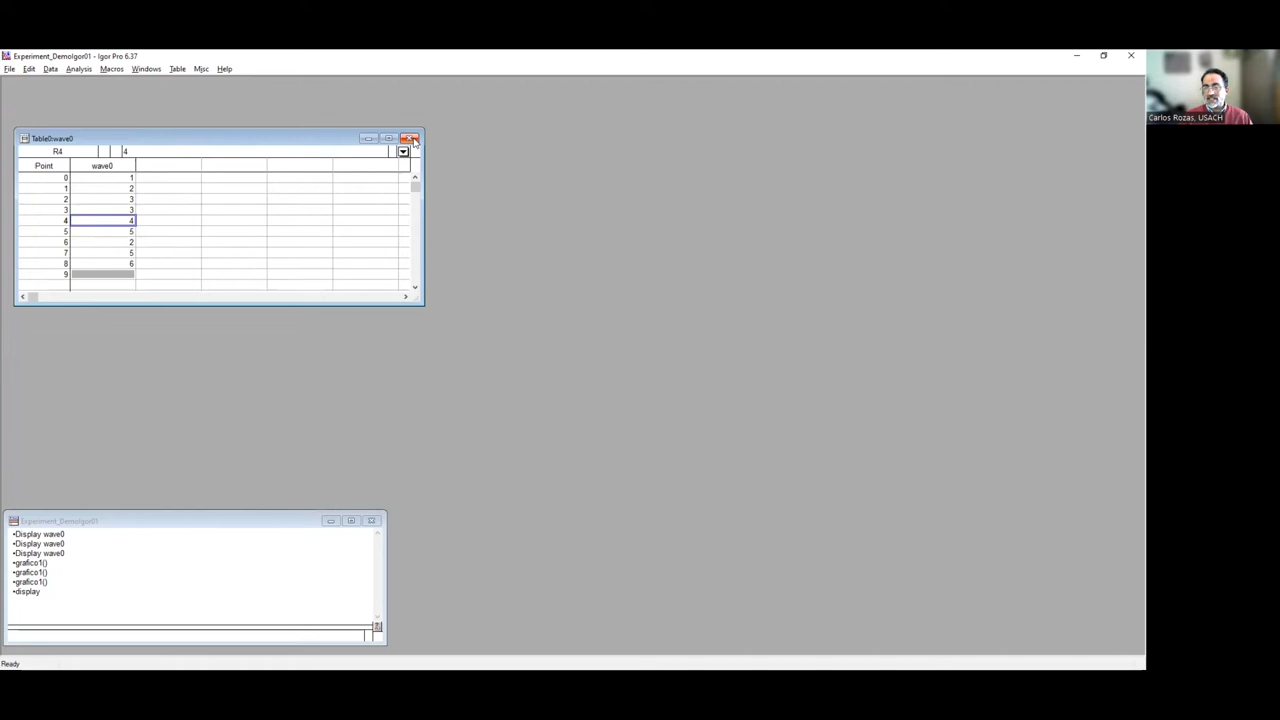 Experiment_DemoIgor01 - Igor Pro 6.37
File Edit Data Analysis Macros Windows Table Misc Help
Carlos Rozas, USACH
Table0:wave0
R4 4
Point wave0
0 1
1 2
2 3
3 3
4 4
5 5
6 2
7 5
8 6
9
Experiment_DemoIgor01
•Display wave0
•Display wave0
•Display wave0
•grafico1()
•grafico1()
•grafico1()
•display
Ready